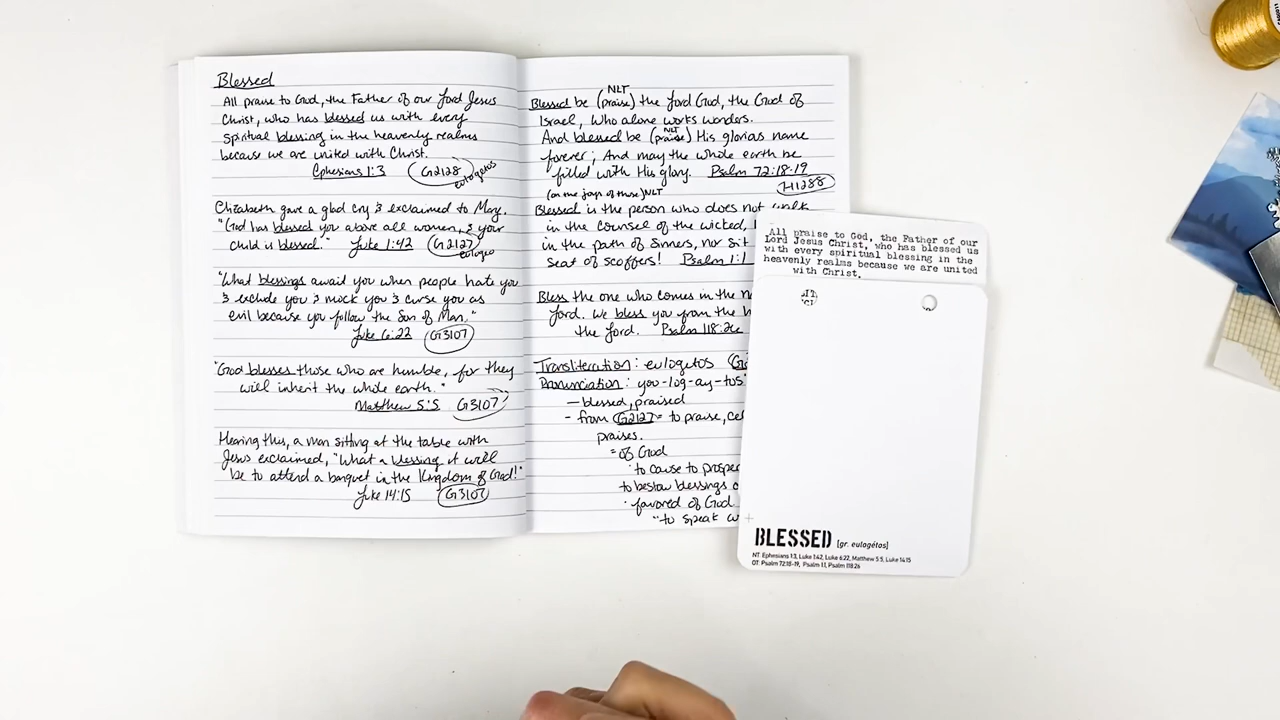 Blessed
All praise to God, the Father of our Lord Jesus
Christ, who has blessed us with every
spiritual blessing in the heavenly realms
because we are united with Christ.
Ephesians 1:3 G2128
eulogetos
Elizabeth gave a glad cry & exclaimed to Mary.
"God has blessed you above all women, & your
child is blessed." Luke 1:42 G2127
eulogeo
"What blessings await you when people hate you
& exclude you & mock you & curse you as
evil because you follow the Son of Man."
Luke 6:22 G3107
"God blesses those who are humble, for they
will inherit the whole earth."
Matthew 5:5 G3107
Hearing this, a man sitting at the table with
Jesus exclaimed, "What a blessing it will
be to attend a banquet in the Kingdom of God!"
Luke 14:15 G3107
NLT
Blessed be (praise) the Lord God, the God of
Israel, Who alone works wonders.
NLT
And blessed be (praise) His glorias name
forever; And may the whole earth be
filled with His glory. Psalm 72:18-19
H1288
(oh the joys of those) NLT
Blessed is the person who does not walk
in the counsel of the wicked,
in the path of sinners, nor sit
seat of scoffers! Psalm 1:1
Bless the one who comes in the
Lord. We bless you from the
the Lord. Psalm 118:26
Transliteration: eulogetos
Pronunciation: yoo-log-ay-tos'
— blessed, praised
- from G2127 = to praise,
praises.
= of God
· to cause to prosper
to bestow blessings
· favored of God
"to speak
All praise to God, the Father of our
Lord Jesus Christ, who has blessed us
with every spiritual blessing in the
heavenly realms because we are united
with Christ.
BLESSED [gr. eulogétos]
NT: Ephesians 1:3, Luke 1:42, Luke 6:22, Matthew 5:5, Luke 14:15
OT: Psalm 72:18-19, Psalm 1:1, Psalm 118:26